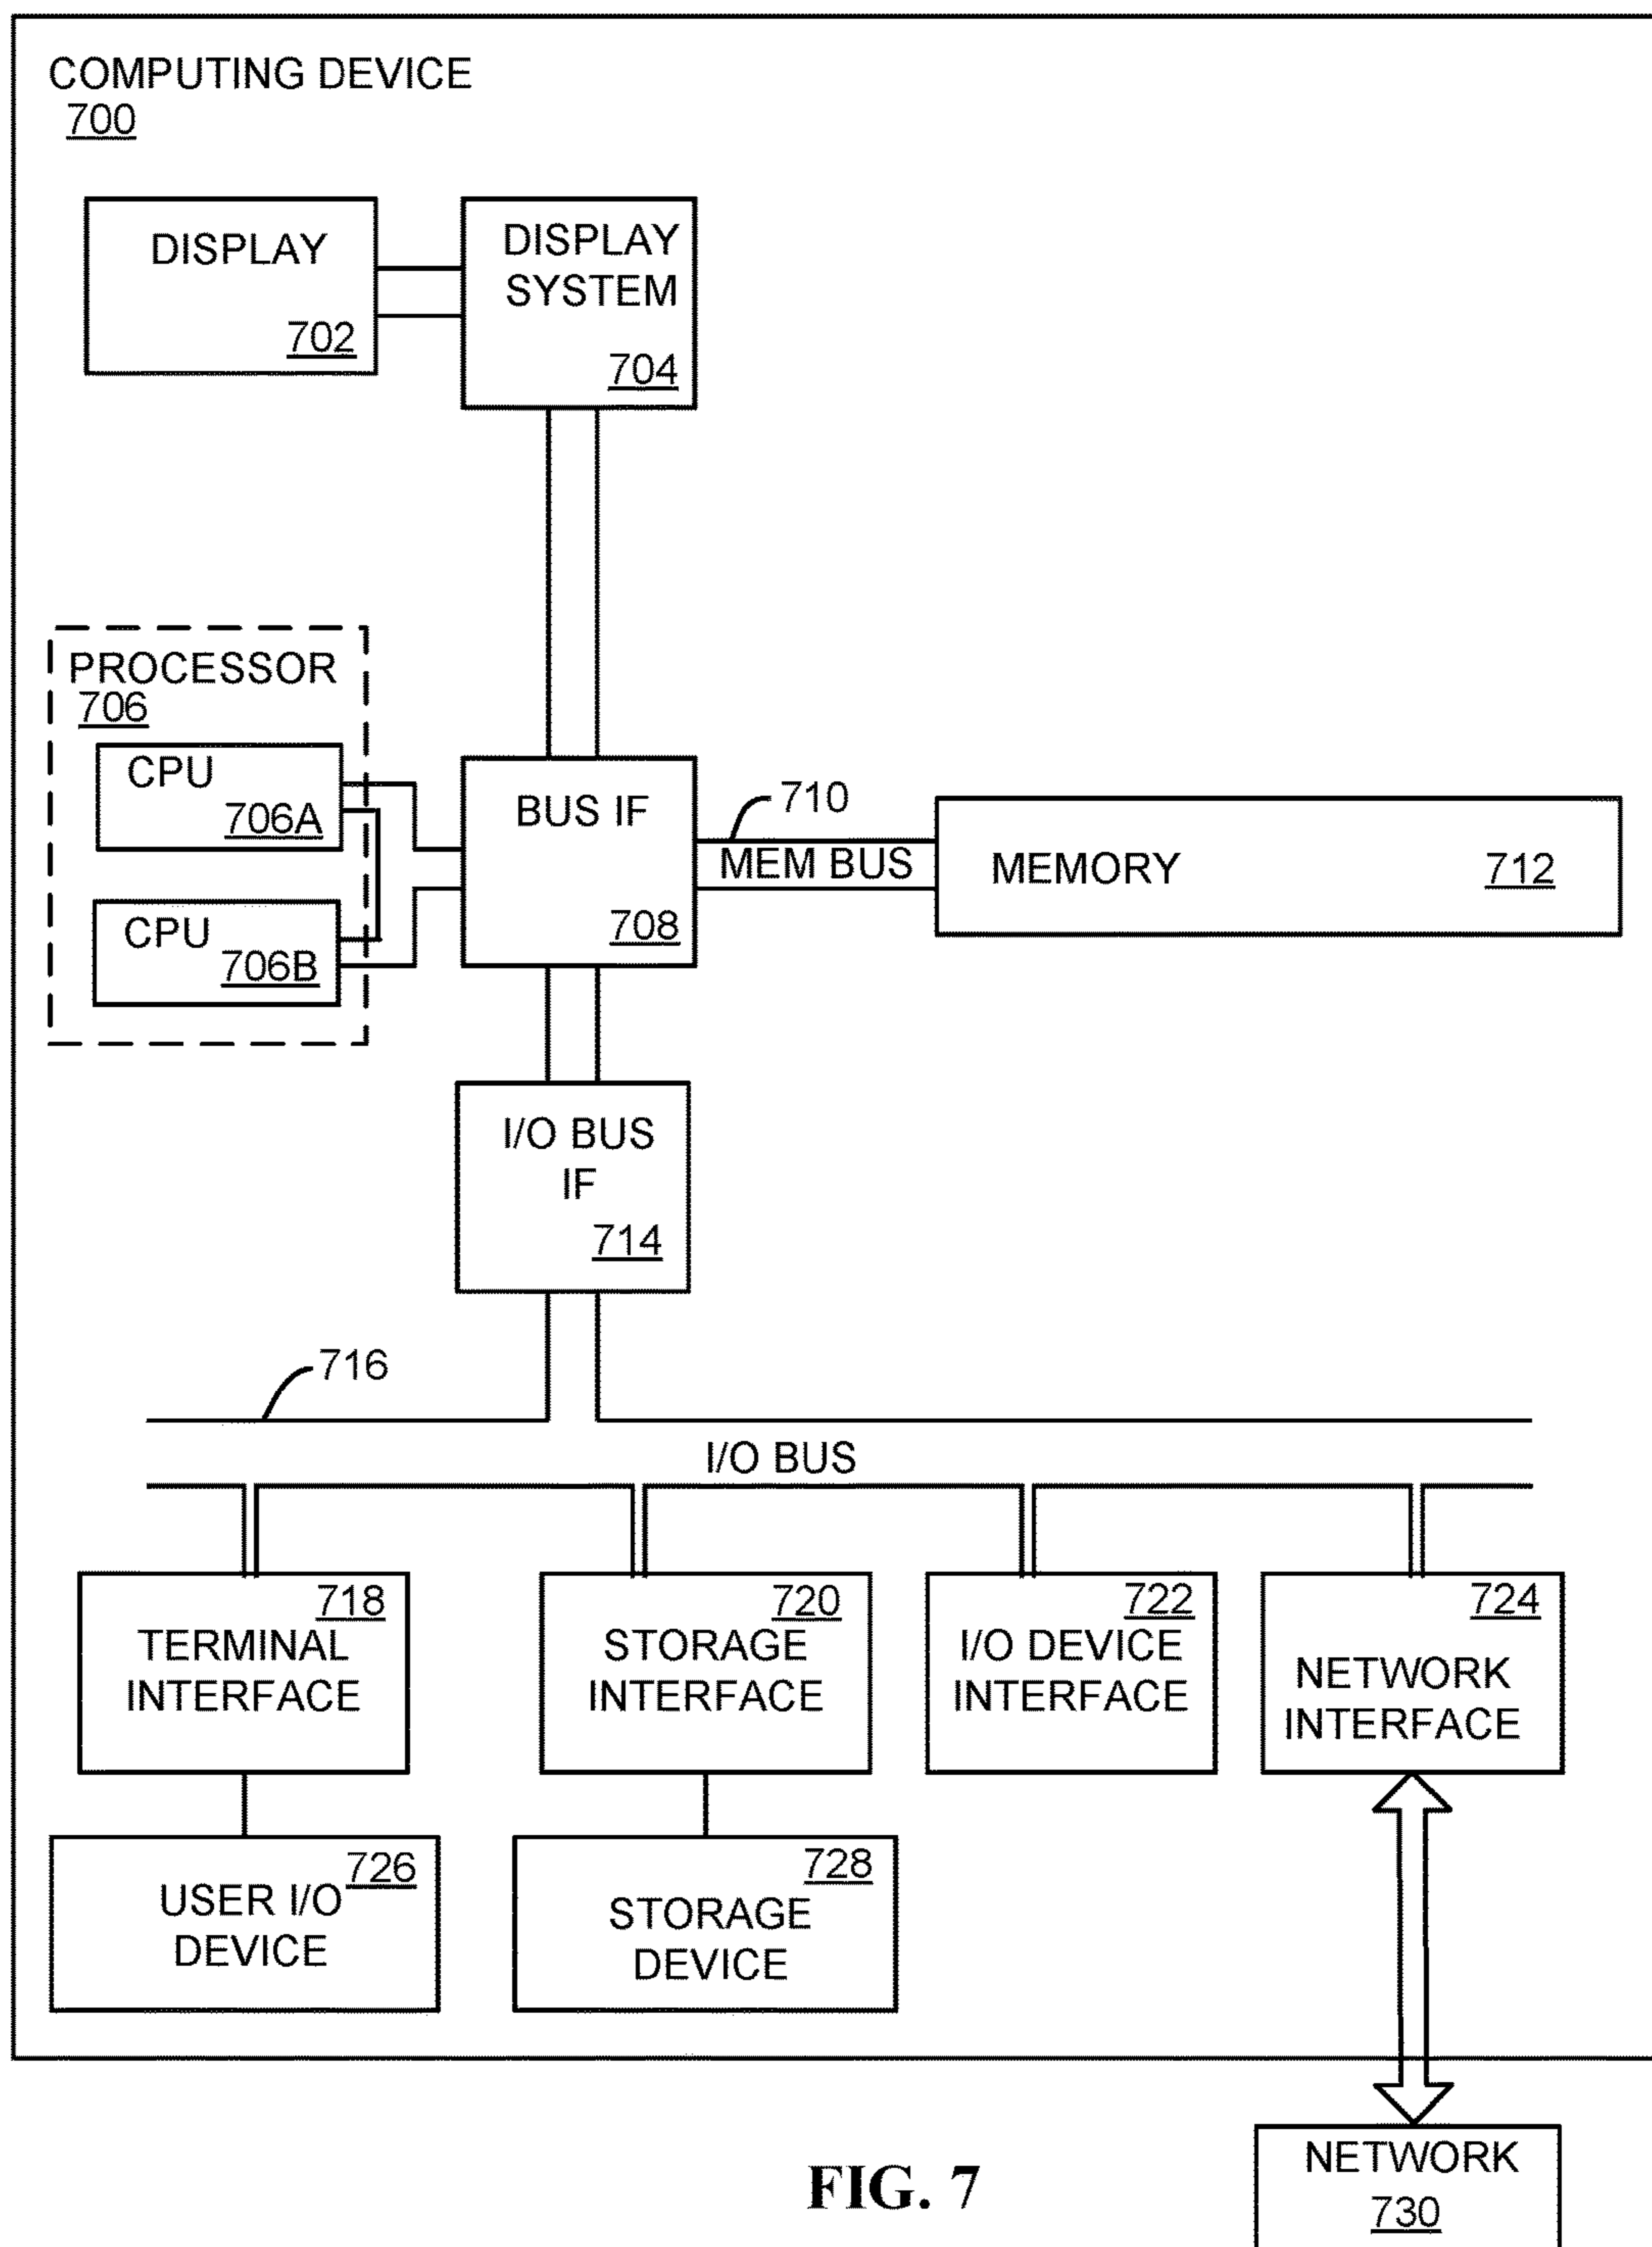 COMPUTING DEVICE
700
DISPLAY
702
DISPLAY
SYSTEM
704
PROCESSOR
706
CPU
706A
CPU
706B
BUS IF
708
710
MEM BUS
MEMORY
712
I/O BUS
IF
714
716
I/O BUS
718
TERMINAL
INTERFACE
720
STORAGE
INTERFACE
722
I/O DEVICE
INTERFACE
724
NETWORK
INTERFACE
726
USER I/O
DEVICE
728
STORAGE
DEVICE
NETWORK
730
FIG. 7